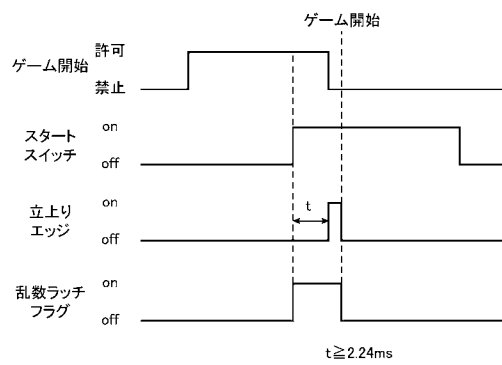 ゲーム開始
許可
ゲーム開始
禁止
on
スタート
スイッチ
off
on
立上り
エッジ
t
off
on
乱数ラッチ
フラグ
off
t≧2.24ms